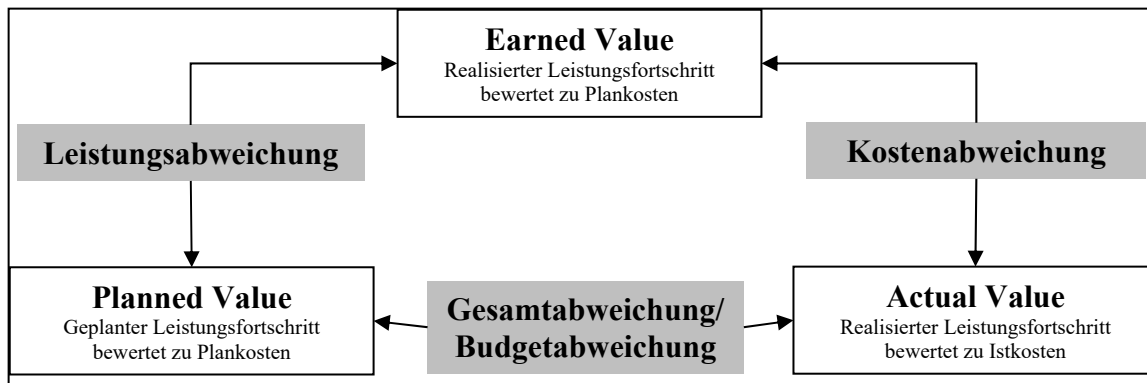 Earned Value
Realisierter Leistungsfortschritt
bewertet zu Plankosten
Leistungsabweichung
Kostenabweichung
Planned Value
Geplanter Leistungsfortschritt
bewertet zu Plankosten
Gesamtabweichung/
Budgetabweichung
Actual Value
Realisierter Leistungsfortschritt
bewertet zu Istkosten